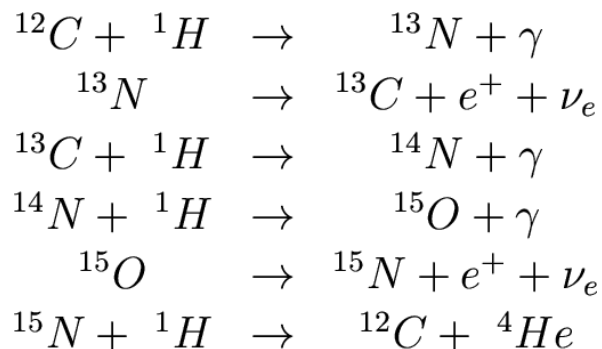 ¹²C + ¹H → ¹³N + γ
¹³N → ¹³C + e⁺ + νₑ
¹³C + ¹H → ¹⁴N + γ
¹⁴N + ¹H → ¹⁵O + γ
¹⁵O → ¹⁵N + e⁺ + νₑ
¹⁵N + ¹H → ¹²C + ⁴He